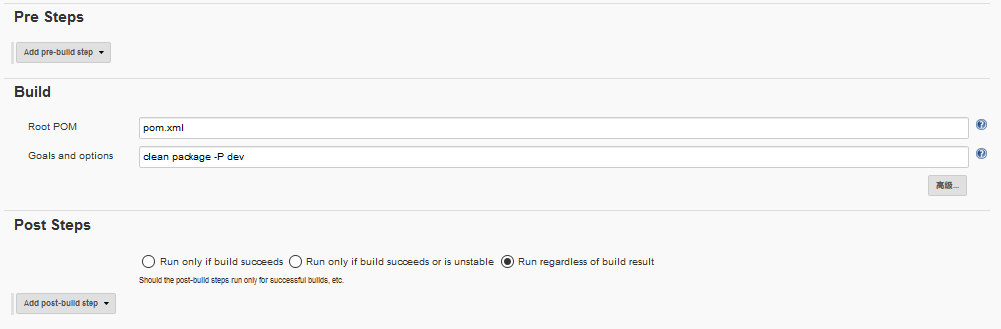 Pre Steps
Add pre-build step
Build
Root POM
pom.xml
Goals and options
clean package -P dev
高级...
Post Steps
Run only if build succeeds Run only if build succeeds or is unstable Run regardless of build result
Should the post-build steps run only for successful builds, etc.
Add post-build step